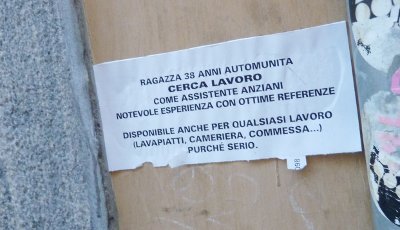 RAGAZZA 38 ANNI AUTOMUNITA
CERCA LAVORO
COME ASSISTENTE ANZIANI
NOTEVOLE ESPERIENZA CON OTTIME REFERENZE
DISPONIBILE ANCHE PER QUALSIASI LAVORO
(LAVAPIATTI, CAMERIERA, COMMESSA...)
PURCHÉ SERIO.